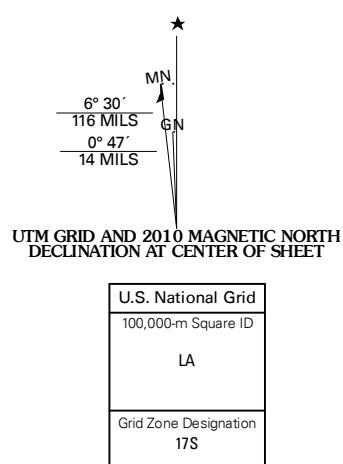 MN.
6° 30´
116 MILS
GN
0° 47´
14 MILS
UTM GRID AND 2010 MAGNETIC NORTH
DECLINATION AT CENTER OF SHEET
U.S. National Grid
100,000-m Square ID
LA
Grid Zone Designation
17S